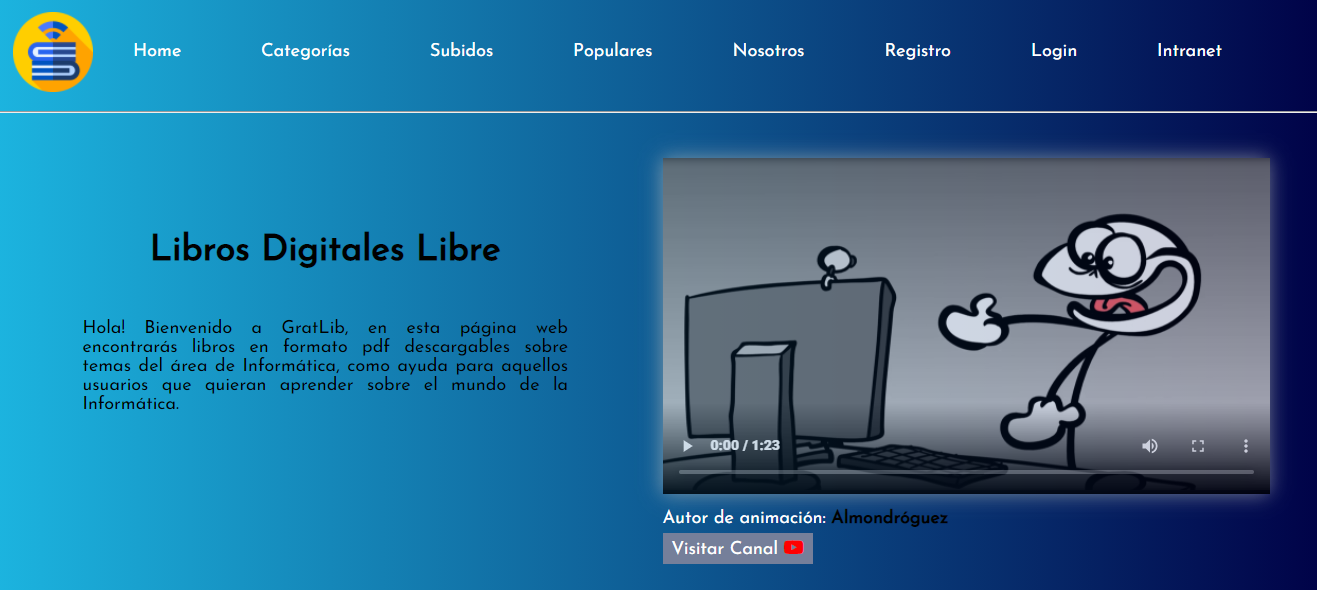 Home Categorías Subidos Populares Nosotros Registro Login Intranet
Libros Digitales Libre
Hola! Bienvenido a GratLib, en esta página web
encontrarás libros en formato pdf descargables sobre
temas del área de Informática, como ayuda para aquellos
usuarios que quieran aprender sobre el mundo de la
Informática.
0:00 / 1:23
Autor de animación: Almondróguez
Visitar Canal